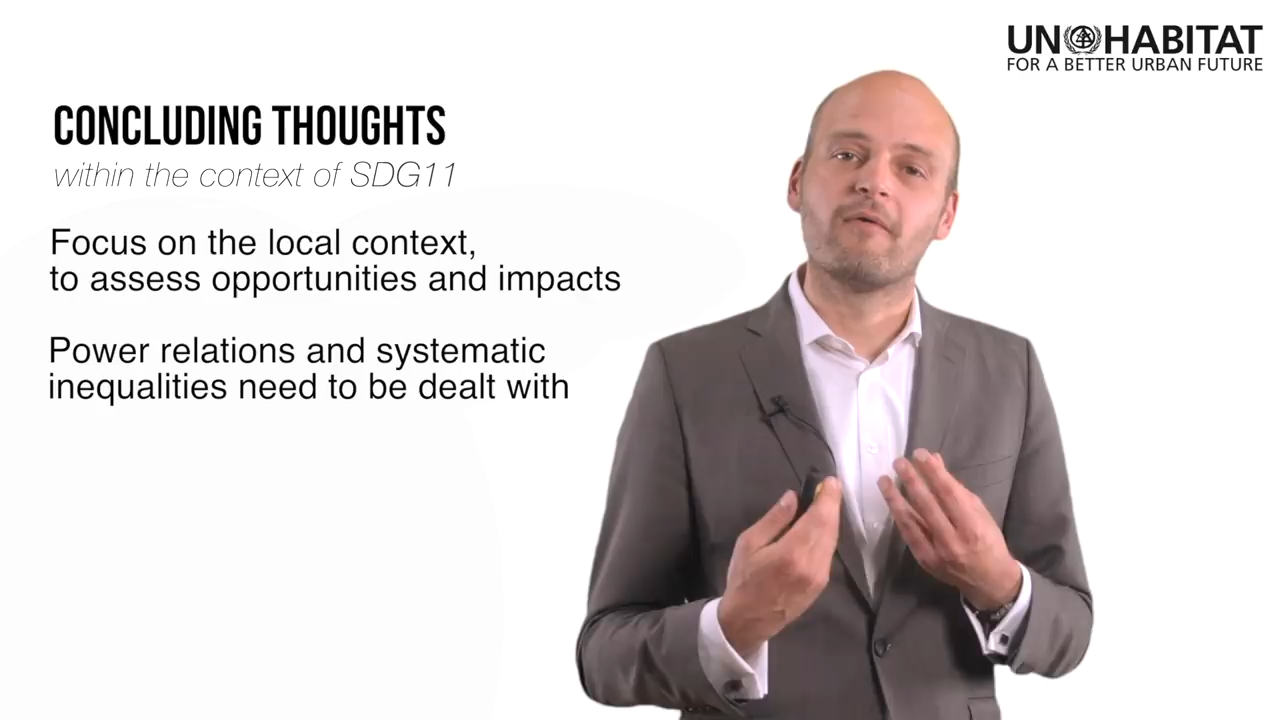 UN HABITAT
FOR A BETTER URBAN FUTURE
CONCLUDING THOUGHTS
within the context of SDG11
Focus on the local context,
to assess opportunities and impacts
Power relations and systematic
inequalities need to be dealt with